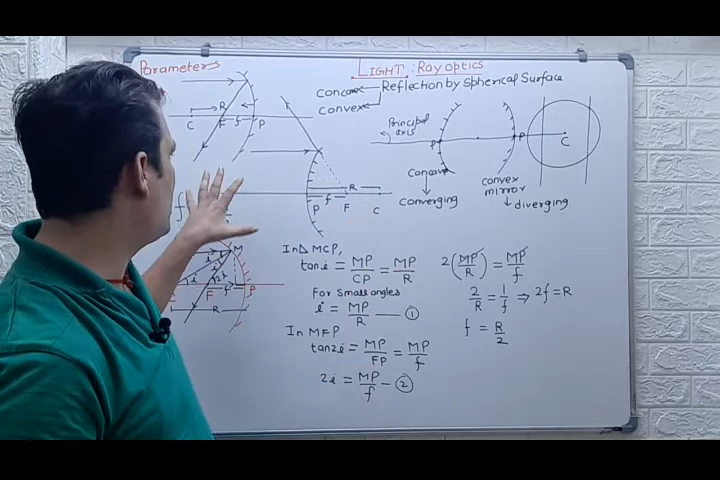 Parameters
LIGHT: Ray optics
Reflection by Spherical Surface
Concave
Convex
C R F f P
Principal axis
P
Concave
↓
converging
P
convex mirror
↓ diverging
C
R
f
P F C
f
M
i i 2i
F f P
R
In Δ MCP,
tan i = MP/CP = MP/R
For Small angles
i = MP/R — ①
In MFP
tan2i = MP/FP = MP/f
2i = MP/f — ②
2(MP/R) = MP/f
2/R = 1/f ⇒ 2f = R
f = R/2